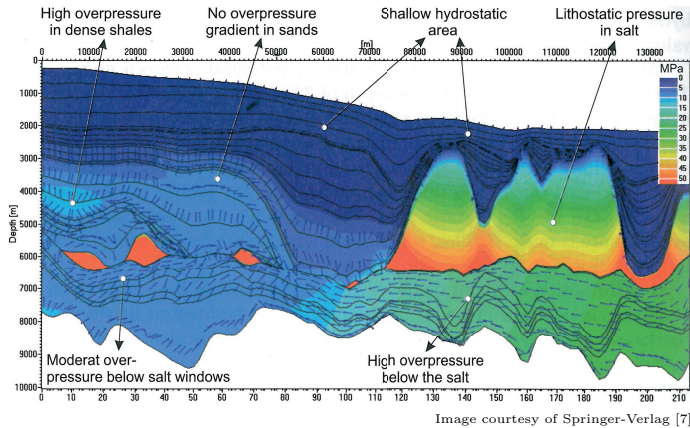 High overpressure
in dense shales
No overpressure
gradient in sands
Shallow hydrostatic
area
Lithostatic pressure
in salt
[m]
0 10000 20000 30000 40000 50000 60000 70000 80000 90000 100000 110000 120000 130000
MPa
0
5
10
15
20
25
30
35
40
45
50
Depth [m]
0
1000
2000
3000
4000
5000
6000
7000
8000
9000
10000
Moderat over-
pressure below salt windows
High overpressure
below the salt
0 10 20 30 40 50 60 70 80 90 100 110 120 130 140 150 160 170 180 190 200 210
Image courtesy of Springer-Verlag [7]